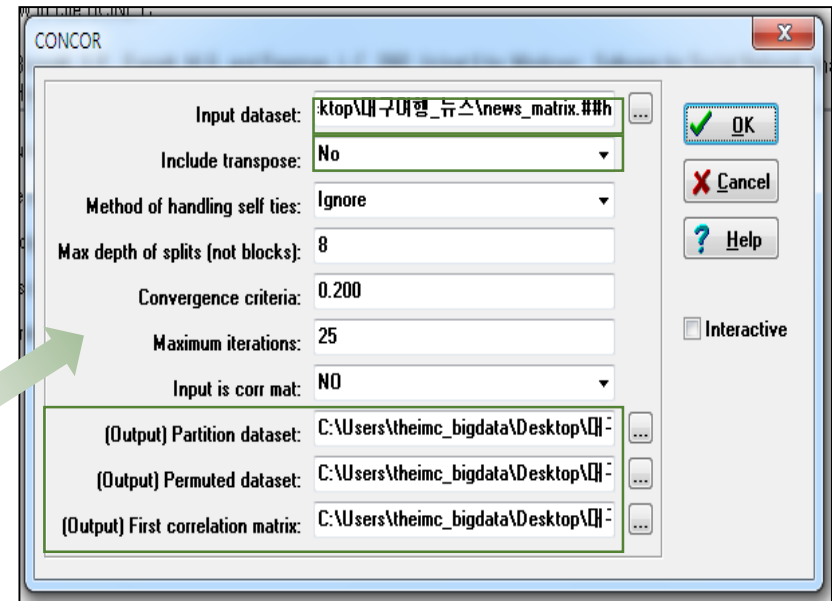 CONCOR
X
Input dataset: :ktop\대구여행_뉴스\news_matrix.##h ...
Include transpose: No
Method of handling self ties: Ignore
Max depth of splits (not blocks): 8
Convergence criteria: 0.200
Maximum iterations: 25
Input is corr mat: NO
(Output) Partition dataset: C:\Users\theimc_bigdata\Desktop\대 ...
(Output) Permuted dataset: C:\Users\theimc_bigdata\Desktop\대 ...
(Output) First correlation matrix: C:\Users\theimc_bigdata\Desktop\대 ...
OK
Cancel
? Help
Interactive